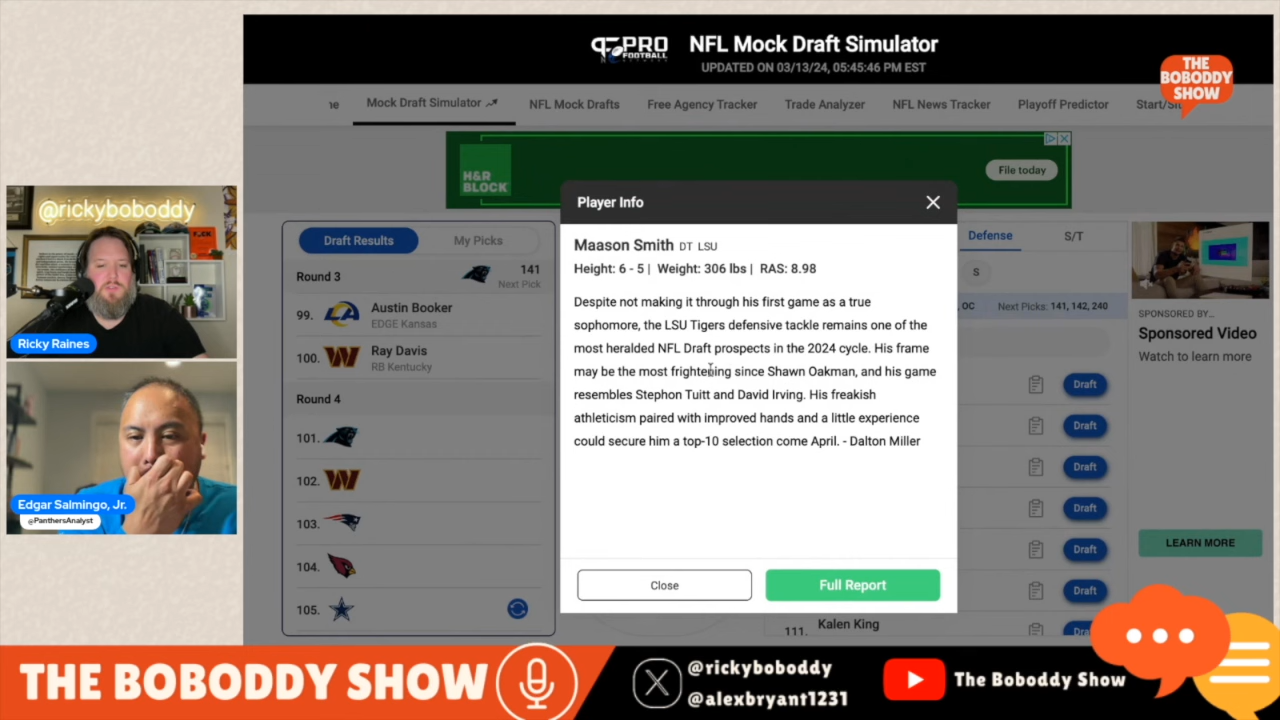 PRO
FOOTBALL
NETWORK
NFL Mock Draft Simulator
UPDATED ON 03/13/24, 05:45:46 PM EST
THE
BOBODDY
SHOW
ne
Mock Draft Simulator
NFL Mock Drafts
Free Agency Tracker
Trade Analyzer
NFL News Tracker
Playoff Predictor
Start/Sit
H&R
BLOCK
File today
@rickyboboddy
Ricky Raines
Edgar Salmingo, Jr.
@PanthersAnalyst
Draft Results
My Picks
Round 3
141
Next Pick
99.
Austin Booker
EDGE Kansas
100.
Ray Davis
RB Kentucky
Round 4
101.
102.
103.
104.
105.
Player Info
Maason Smith DT LSU
Height: 6 - 5 | Weight: 306 lbs | RAS: 8.98
Despite not making it through his first game as a true
sophomore, the LSU Tigers defensive tackle remains one of the
most heralded NFL Draft prospects in the 2024 cycle. His frame
may be the most frightening since Shawn Oakman, and his game
resembles Stephon Tuitt and David Irving. His freakish
athleticism paired with improved hands and a little experience
could secure him a top-10 selection come April. - Dalton Miller
Close
Full Report
Defense
S/T
S
, OC
Next Picks: 141, 142, 240
Draft
Draft
Draft
Draft
Draft
Draft
111.
Kalen King
Dra
SPONSORED BY...
Sponsored Video
Watch to learn more
LEARN MORE
THE BOBODDY SHOW
@rickyboboddy
@alexbryant1231
The Boboddy Show